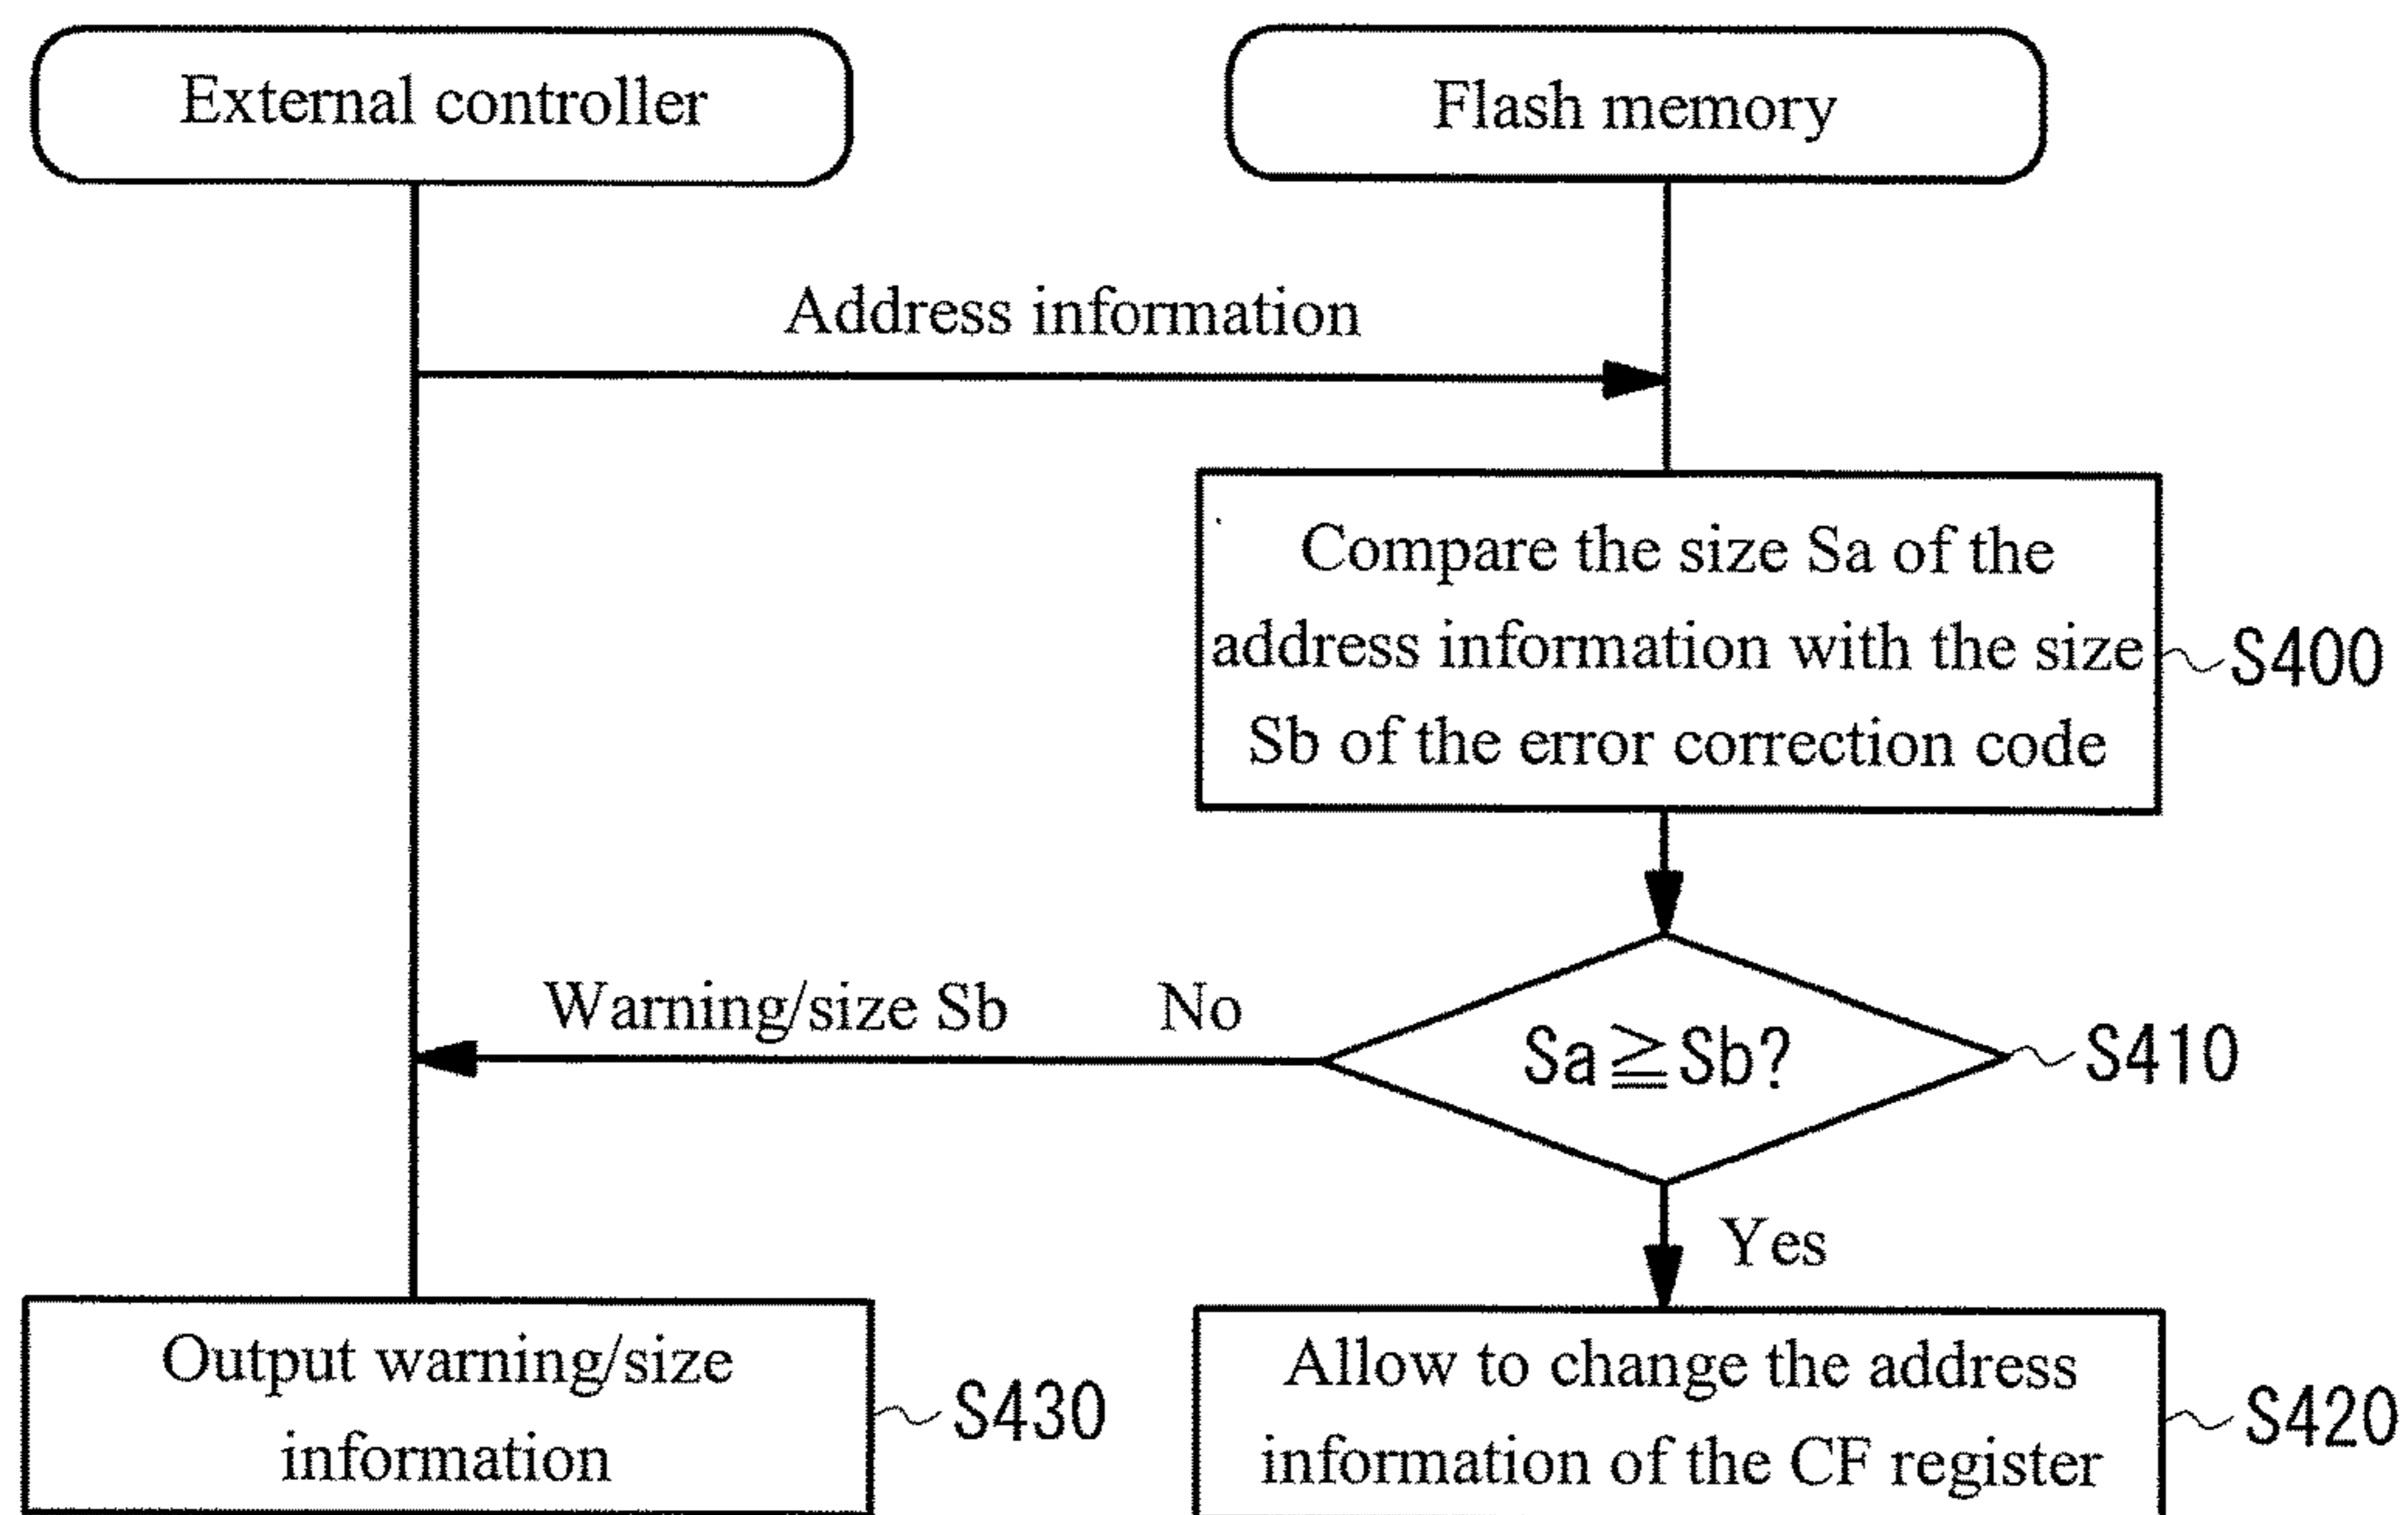 External controller
Flash memory
Address information
Compare the size Sa of the
address information with the size
Sb of the error correction code
S400
Warning/size Sb
No
Sa≧Sb?
S410
Yes
Output warning/size
information
S430
Allow to change the address
information of the CF register
S420